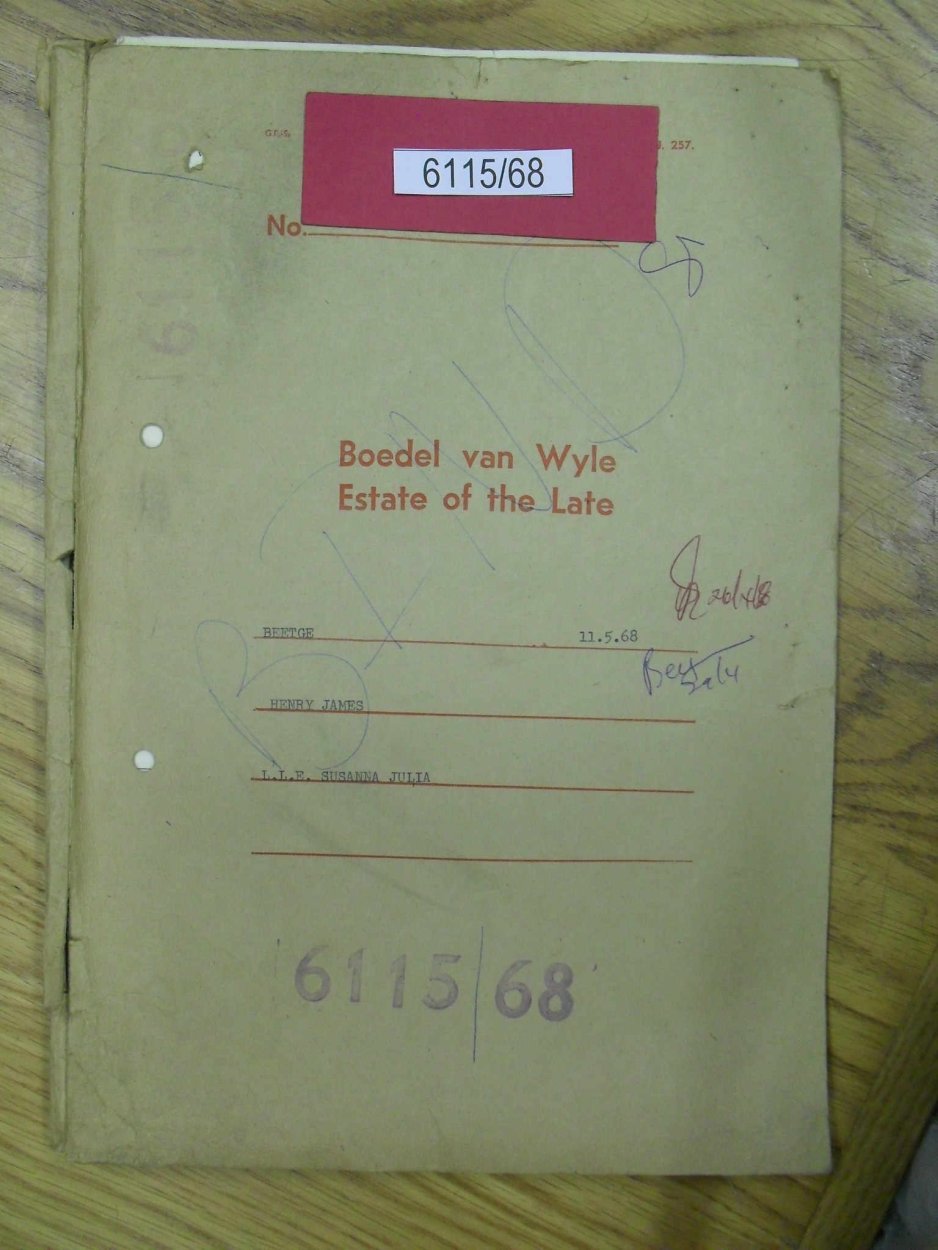 G.P.-S.
J. 257.
6115/68
No.
6115
Boedel van Wyle
Estate of the Late
BEETGE 11.5.68
HENRY JAMES
L.L.E. SUSANNA JULIA
6115/68